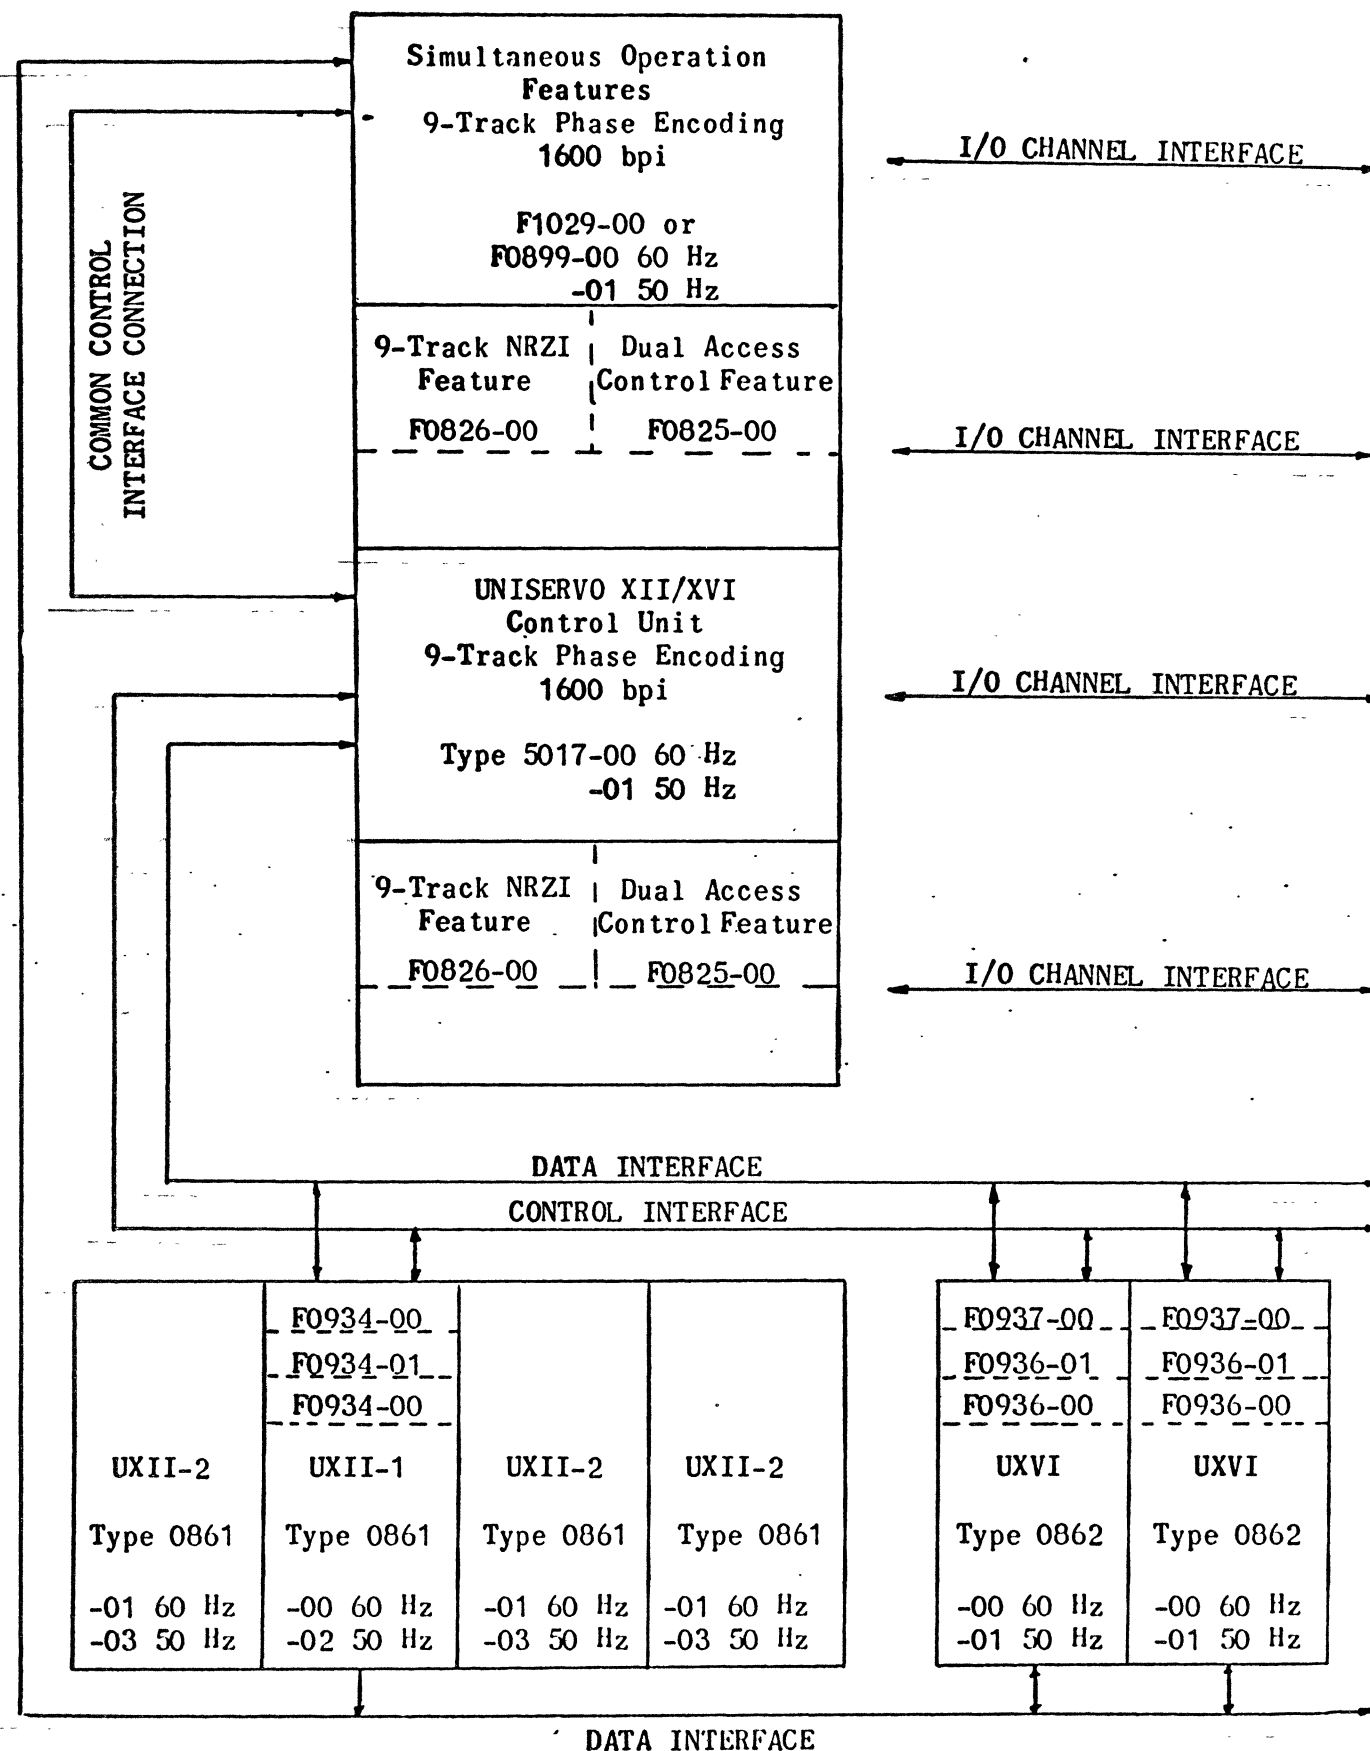 Simultaneous Operation
Features
9-Track Phase Encoding
1600 bpi
F1029-00 or
F0899-00 60 Hz
-01 50 Hz
9-Track NRZI
Feature
F0826-00
Dual Access
Control Feature
F0825-00
COMMON CONTROL
INTERFACE CONNECTION
I/O CHANNEL INTERFACE
I/O CHANNEL INTERFACE
UNISERVO XII/XVI
Control Unit
9-Track Phase Encoding
1600 bpi
Type 5017-00 60 Hz
-01 50 Hz
9-Track NRZI
Feature
F0826-00
Dual Access
Control Feature
F0825-00
I/O CHANNEL INTERFACE
I/O CHANNEL INTERFACE
DATA INTERFACE
CONTROL INTERFACE
UXII-2
Type 0861
-01 60 Hz
-03 50 Hz
F0934-00
F0934-01
F0934-00
UXII-1
Type 0861
-00 60 Hz
-02 50 Hz
UXII-2
Type 0861
-01 60 Hz
-03 50 Hz
UXII-2
Type 0861
-01 60 Hz
-03 50 Hz
F0937-00
F0936-01
F0936-00
UXVI
Type 0862
-00 60 Hz
-01 50 Hz
F0937-00
F0936-01
F0936-00
UXVI
Type 0862
-00 60 Hz
-01 50 Hz
DATA INTERFACE